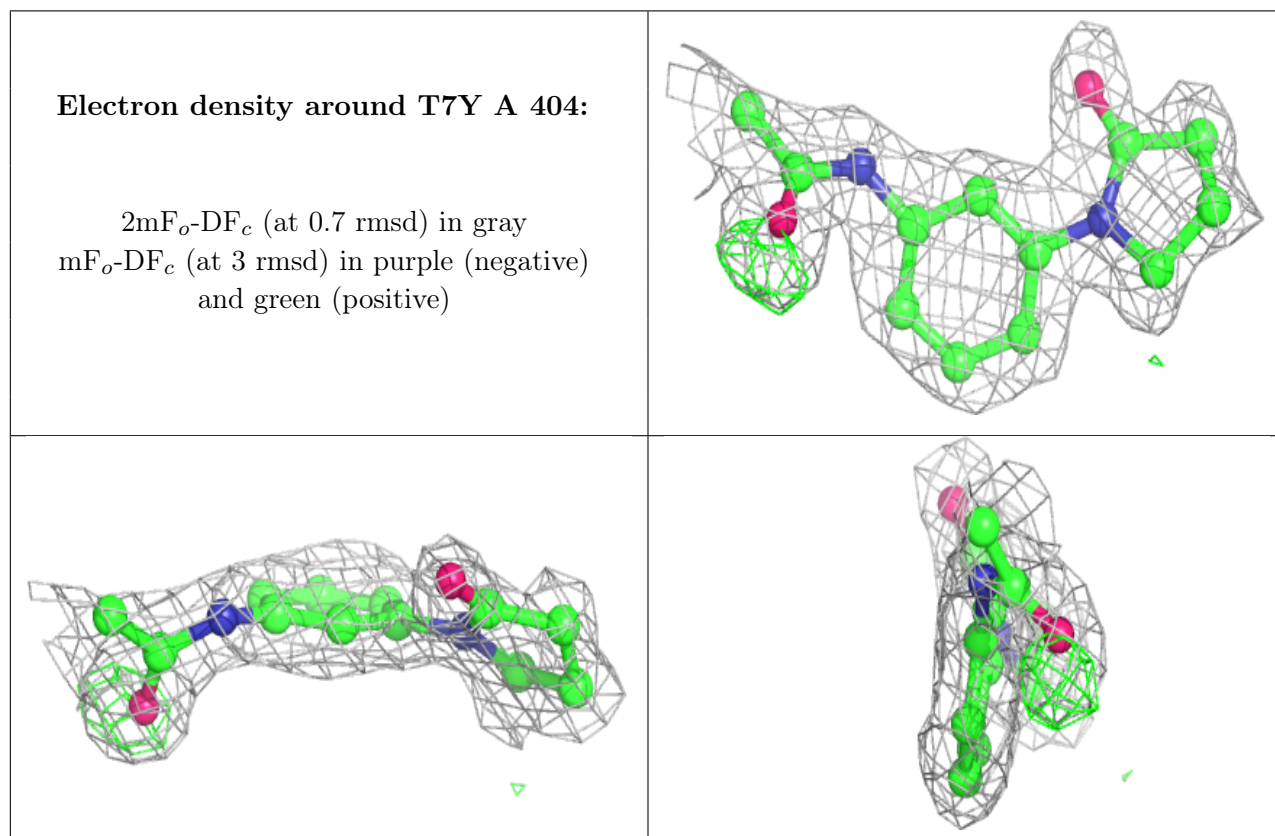 Electron density around T7Y A 404:
2mFo-DFc (at 0.7 rmsd) in gray
mFo-DFc (at 3 rmsd) in purple (negative)
and green (positive)